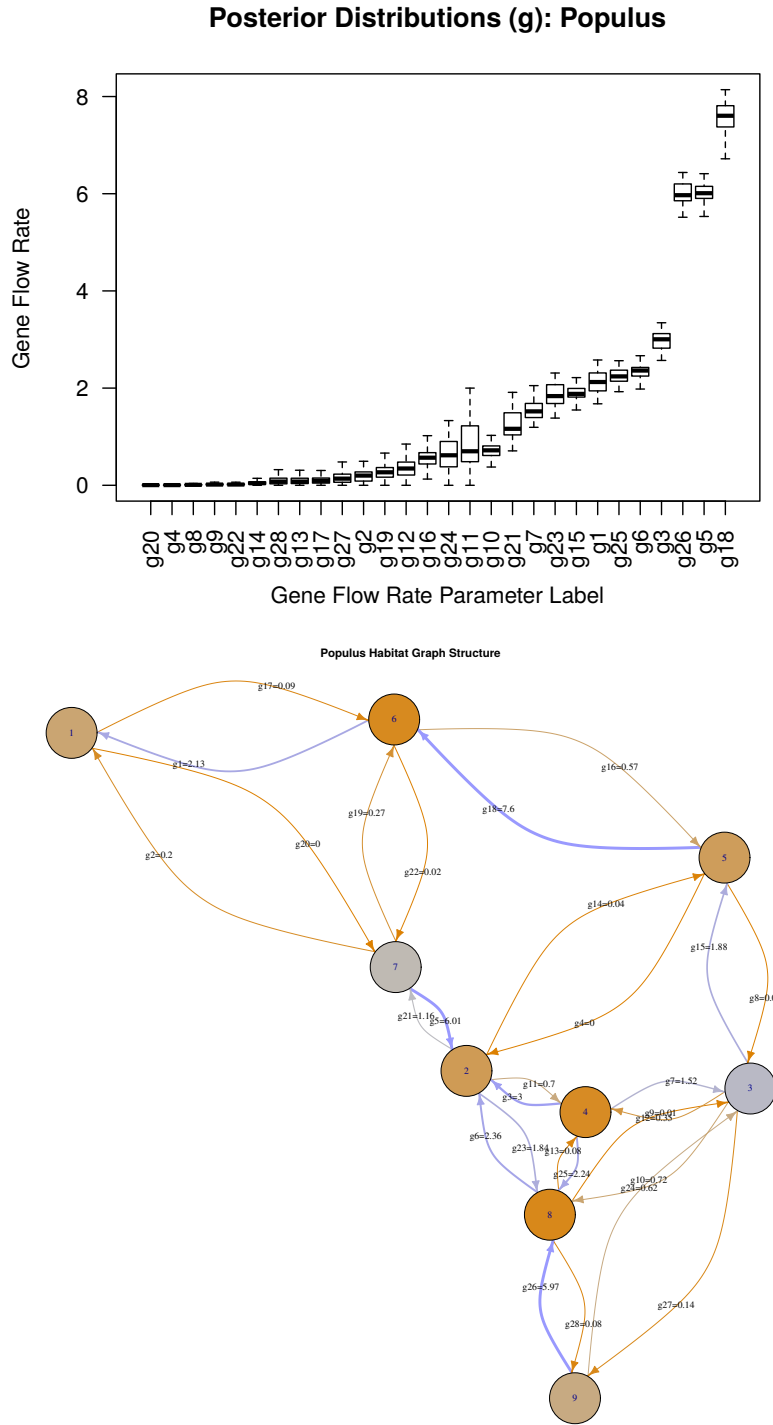 Posterior Distributions (g): Populus
Gene Flow Rate
8
6
4
2
0
g20 g4 g8 g9 g22 g14 g28 g13 g17 g27 g2 g19 g12 g16 g24 g11 g10 g21 g7 g23 g15 g1 g25 g6 g3 g26 g5 g18
Gene Flow Rate Parameter Label
Populus Habitat Graph Structure
g17=0.09
6
1
g1=2.13
g16=0.57
g19=0.27
g18=7.6
g20=0
g2=0.2
5
g22=0.02
g14=0.04
g15=1.88
7
g8=0.0
g21=1.16
g5=6.01
g4=0
2
g7=1.52
g11=0.7
3
g3=3
4
g9=0.01
g6=2.36
g23=1.84
g13=0.08
g25=2.24
g10=0.72
g24=0.62
8
g26=5.97
g27=0.14
g28=0.08
9